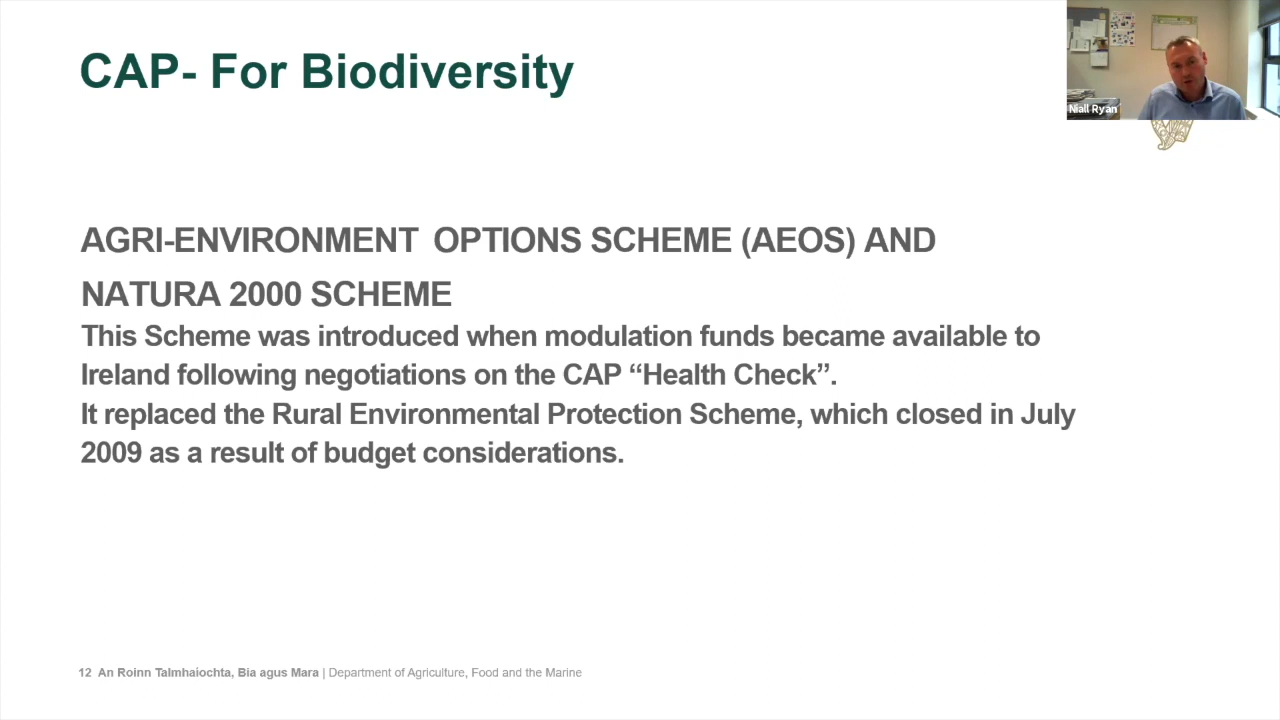 CAP- For Biodiversity
Niall Ryan
AGRI-ENVIRONMENT OPTIONS SCHEME (AEOS) AND
NATURA 2000 SCHEME
This Scheme was introduced when modulation funds became available to
Ireland following negotiations on the CAP “Health Check”.
It replaced the Rural Environmental Protection Scheme, which closed in July
2009 as a result of budget considerations.
12 An Roinn Talmhaíochta, Bia agus Mara | Department of Agriculture, Food and the Marine